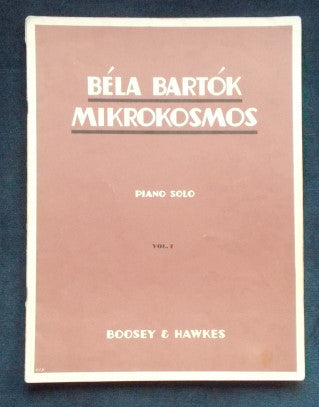 BÉLA BARTÓK
MIKROKOSMOS
PIANO SOLO
VOL. I
BOOSEY & HAWKES